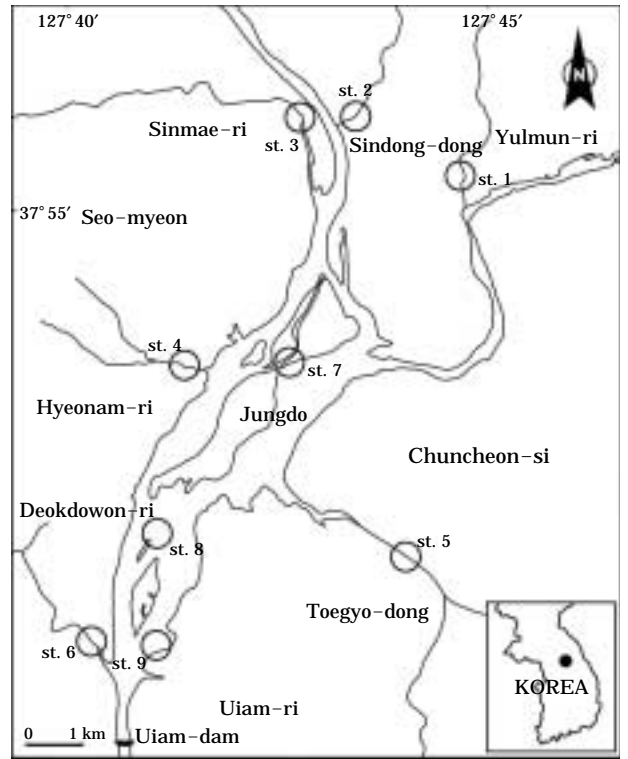 127°40′
127°45′
N
st. 2
Sinmae-ri
st. 3
Sindong-dong
Yulmun-ri
st. 1
37°55′
Seo-myeon
st. 4
st. 7
Hyeonam-ri
Jungdo
Chuncheon-si
Deokdowon-ri
st. 8
st. 5
Toegyo-dong
st. 6
st. 9
KOREA
Uiam-ri
0 1 km
Uiam-dam